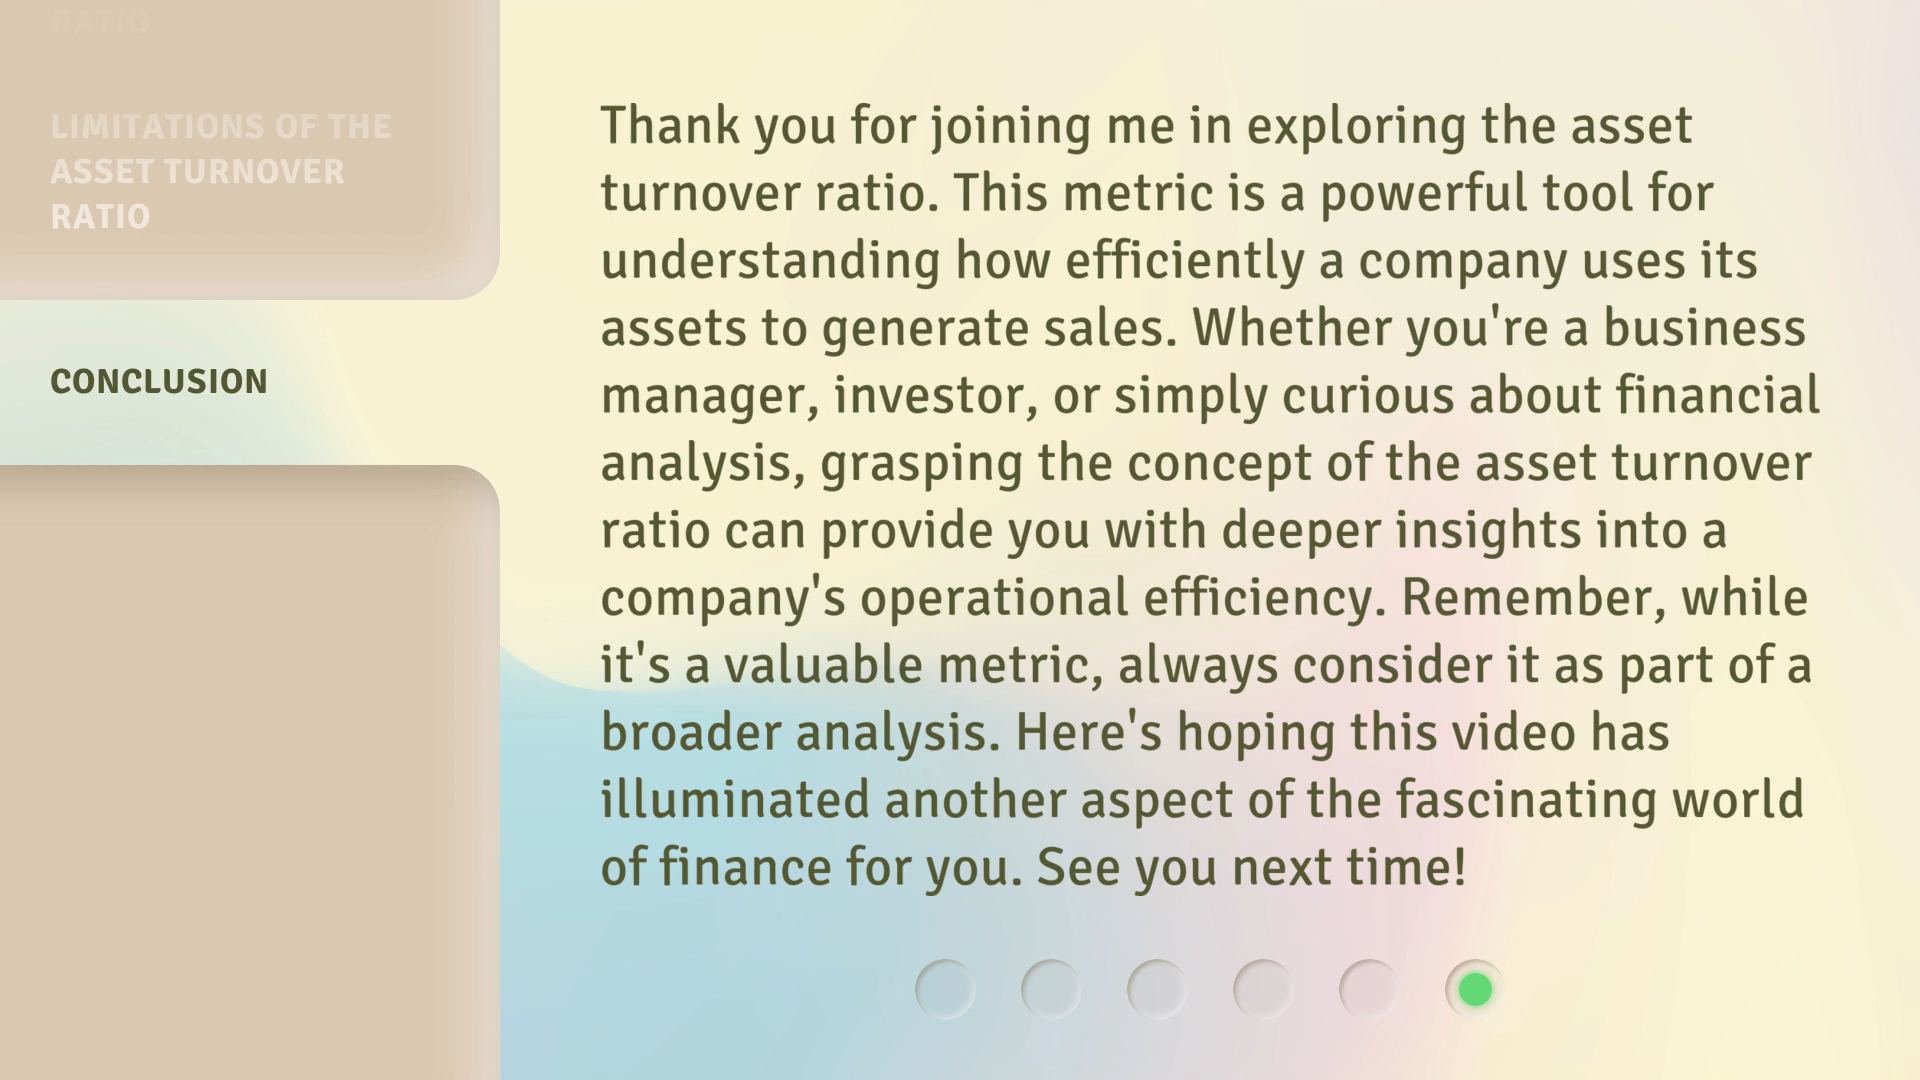 RATIO
LIMITATIONS OF THE
ASSET TURNOVER
RATIO
CONCLUSION
Thank you for joining me in exploring the asset
turnover ratio. This metric is a powerful tool for
understanding how efficiently a company uses its
assets to generate sales. Whether you're a business
manager, investor, or simply curious about financial
analysis, grasping the concept of the asset turnover
ratio can provide you with deeper insights into a
company's operational efficiency. Remember, while
it's a valuable metric, always consider it as part of a
broader analysis. Here's hoping this video has
illuminated another aspect of the fascinating world
of finance for you. See you next time!